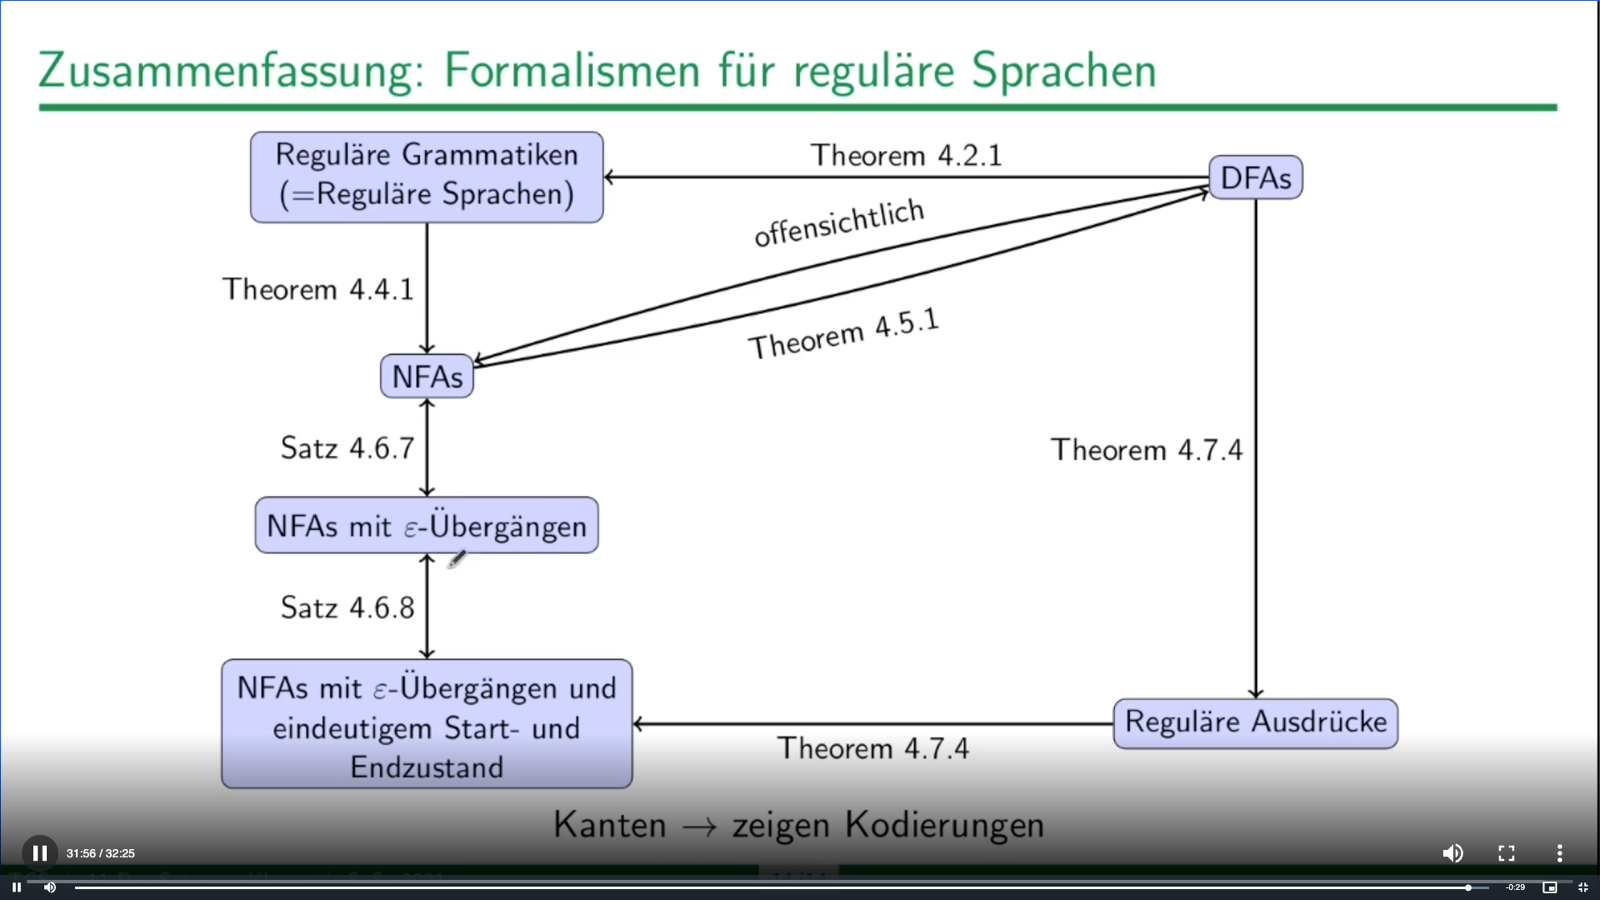 Zusammenfassung: Formalismen für reguläre Sprachen
Reguläre Grammatiken
(=Reguläre Sprachen)
Theorem 4.2.1
DFAs
offensichtlich
Theorem 4.4.1
Theorem 4.5.1
NFAs
Satz 4.6.7
Theorem 4.7.4
NFAs mit ε-Übergängen
Satz 4.6.8
NFAs mit ε-Übergängen und
eindeutigem Start- und
Endzustand
Reguläre Ausdrücke
Theorem 4.7.4
Kanten → zeigen Kodierungen
31:56 / 32:25
-0:29